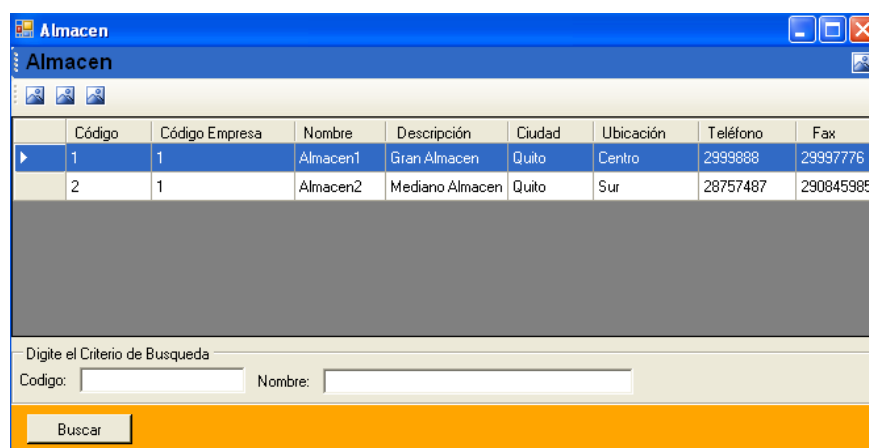 Almacen
Almacen
Código Código Empresa Nombre Descripción Ciudad Ubicación Teléfono Fax
1 1 Almacen1 Gran Almacen Quito Centro 2999888 29997776
2 1 Almacen2 Mediano Almacen Quito Sur 28757487 290845985
Digite el Criterio de Busqueda
Codigo: Nombre:
Buscar